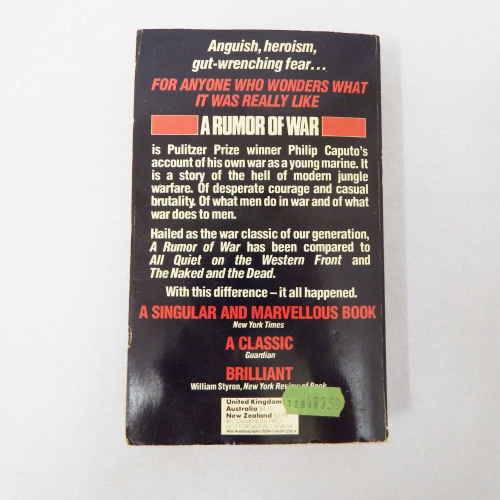 Anguish, heroism,
gut-wrenching fear...
FOR ANYONE WHO WONDERS WHAT
IT WAS REALLY LIKE
A RUMOR OF WAR
is Pulitzer Prize winner Philip Caputo's
account of his own war as a young marine. It
is a story of the hell of modern jungle
warfare. Of desperate courage and casual
brutality. Of what men do in war and of what
war does to men.
Hailed as the war classic of our generation,
A Rumor of War has been compared to
All Quiet on the Western Front and
The Naked and the Dead.
With this difference – it all happened.
A SINGULAR AND MARVELLOUS BOOK
New York Times
A CLASSIC
Guardian
BRILLIANT
William Styron, New York Review of Book
United Kingdom
Australia
New Zealand